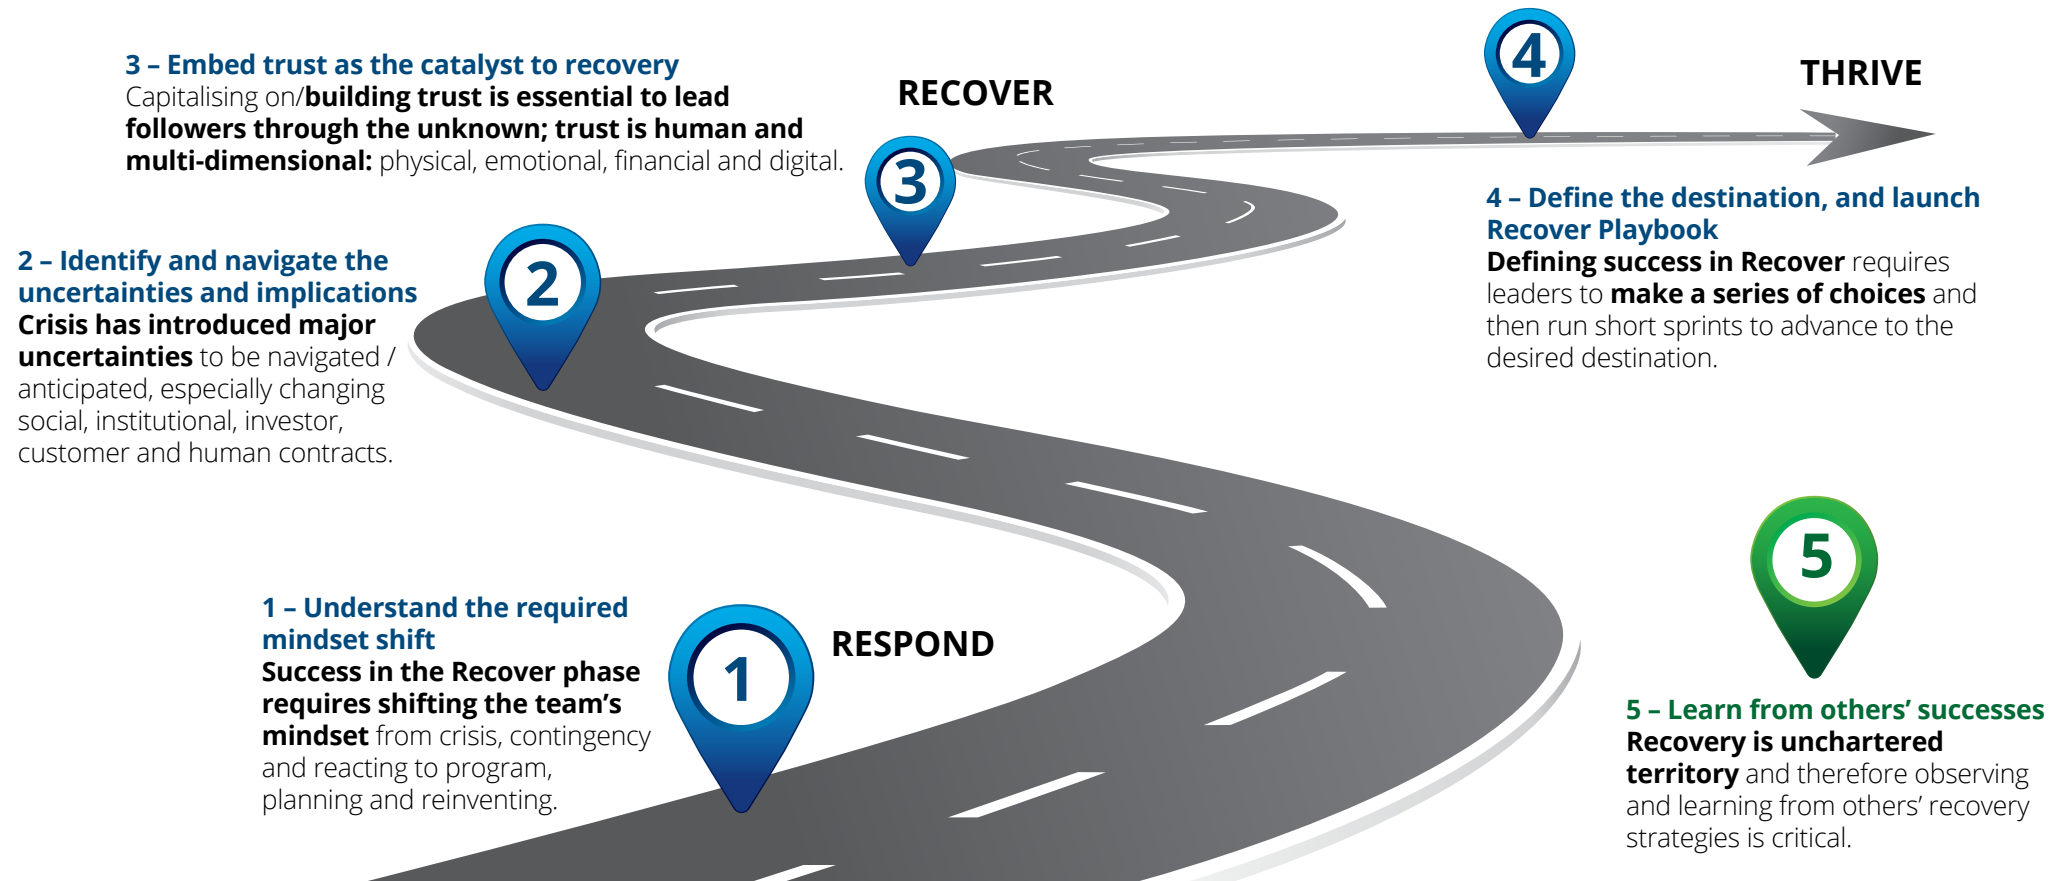 3 – Embed trust as the catalyst to recovery
Capitalising on/building trust is essential to lead
followers through the unknown; trust is human and
multi-dimensional: physical, emotional, financial and digital.
RECOVER
3
4
THRIVE
4 – Define the destination, and launch
Recover Playbook
Defining success in Recover requires
leaders to make a series of choices and
then run short sprints to advance to the
desired destination.
2 – Identify and navigate the
uncertainties and implications
Crisis has introduced major
uncertainties to be navigated /
anticipated, especially changing
social, institutional, investor,
customer and human contracts.
2
1 – Understand the required
mindset shift
Success in the Recover phase
requires shifting the team’s
mindset from crisis, contingency
and reacting to program,
planning and reinventing.
1
RESPOND
5
5 – Learn from others’ successes
Recovery is unchartered
territory and therefore observing
and learning from others’ recovery
strategies is critical.